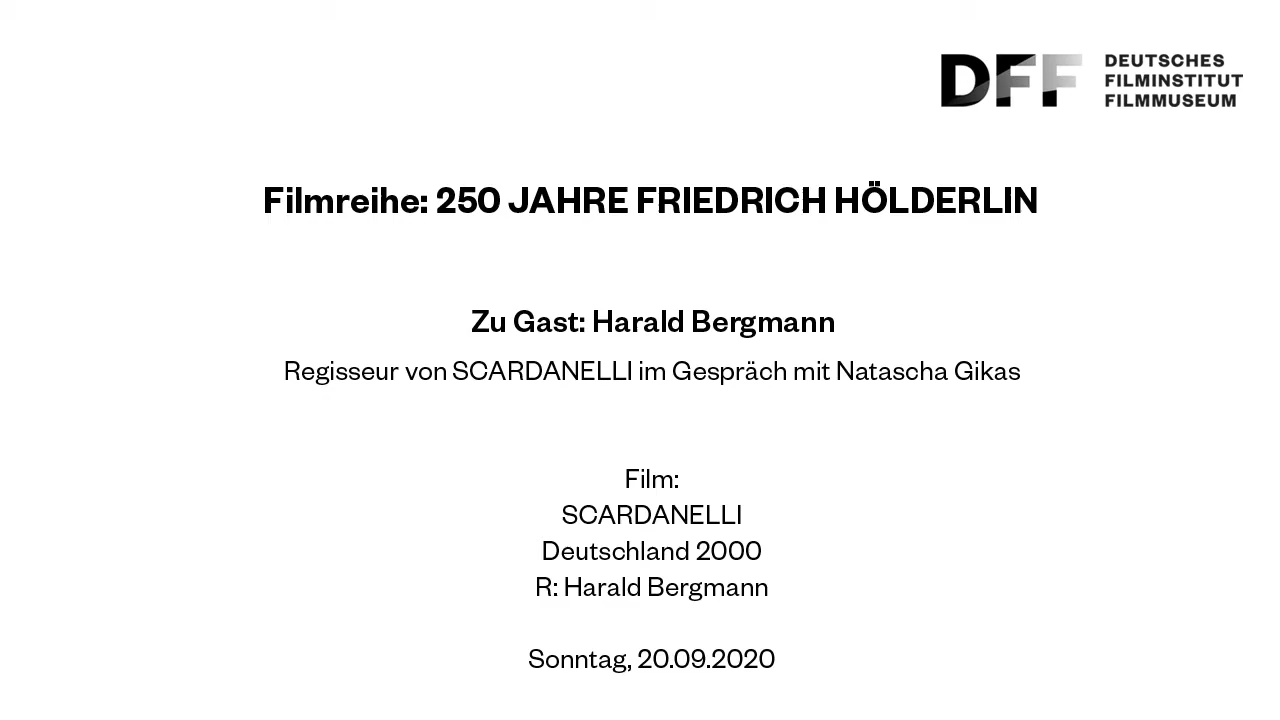 DFF
DEUTSCHES
FILMINSTITUT
FILMMUSEUM
Filmreihe: 250 JAHRE FRIEDRICH HÖLDERLIN
Zu Gast: Harald Bergmann
Regisseur von SCARDANELLI im Gespräch mit Natascha Gikas
Film:
SCARDANELLI
Deutschland 2000
R: Harald Bergmann
Sonntag, 20.09.2020